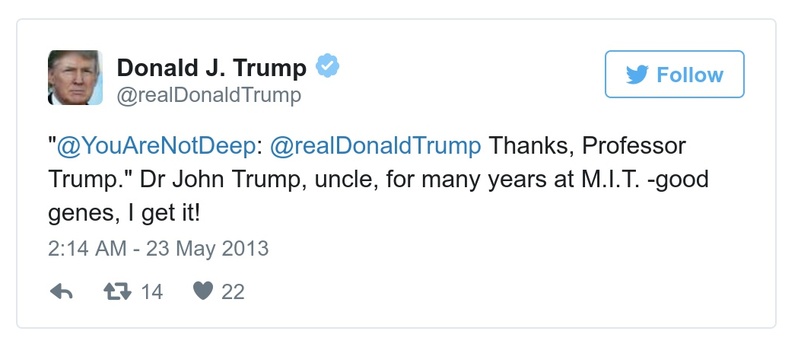 Donald J. Trump
@realDonaldTrump
Follow
"@YouAreNotDeep: @realDonaldTrump Thanks, Professor
Trump." Dr John Trump, uncle, for many years at M.I.T. -good
genes, I get it!
2:14 AM - 23 May 2013
14 22